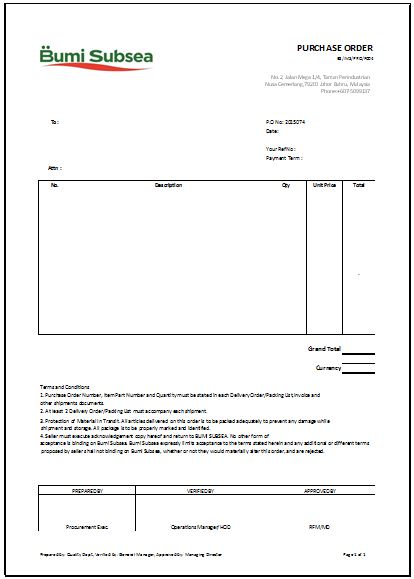 Bumi Subsea
PURCHASE ORDER
No. 2 Jalan Mega 1/4, Taman Perindustrian
Nusa Cemerlang,79200 Johor Bahru, Malaysia
Phone:+607-5099137
To :
P.O No: 2015074
Date:
Your Ref No :
Payment Term :
Attn :
No. Description Qty Unit Price Total
-
Grand Total
Currency
Terms and Conditions
1. Purchase Order Number, Item Part Number and Quantity must be stated in each Delivery Order/Packing List, Invoice and
other shipments documents.
2. At least 2 Delivery Order/Packing List must accompany each shipment.
3. Protection of Material in Transit. All articles delivered on this order is to be packed adequately to prevent any damage while
shipment and storage. All package is to be properly marked and identified.
4. Seller must execute acknowledgement copy hereof and return to BUMI SUBSEA. No other form of
acceptance is binding on Bumi Subsea. Bumi Subsea expressly limits acceptance to the terms stated herein and any additional or different terms
proposed by seller shall not binding on Bumi Subsea, whether or not they would materially alter this order, and are rejected.
PREPARED BY VERIFIED BY APPROVED BY
Procurement Exec Operations Manager/ HOD RFM/MD
Prepared by: Quality Dept, Verified by: General Manager, Approved by: Managing Director Page 1 of 1